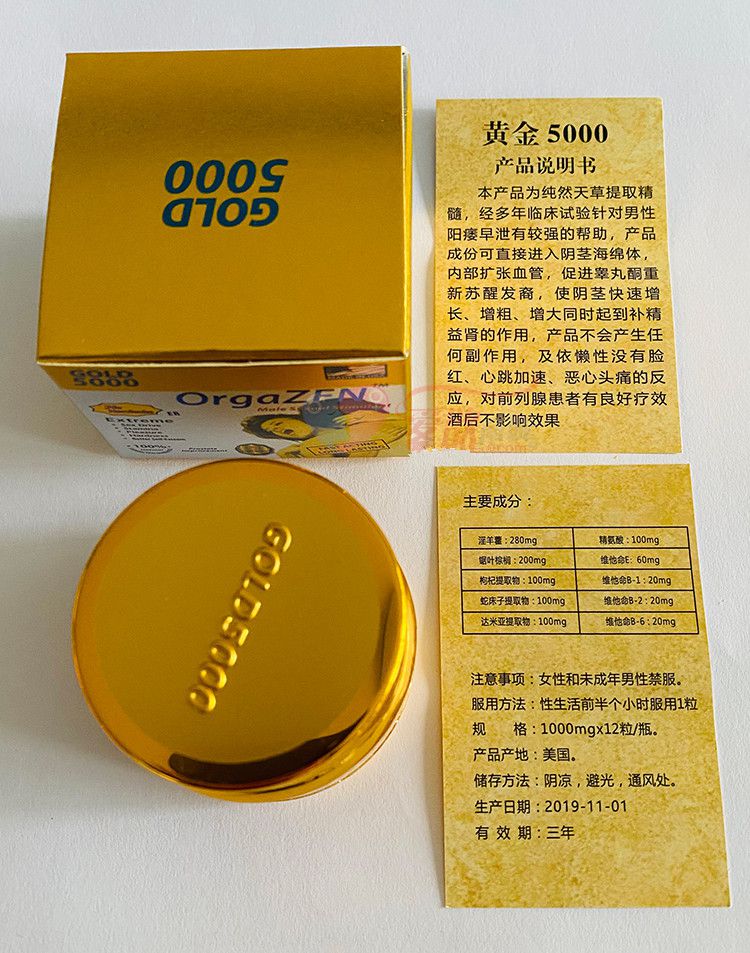 GOLD
5000
GOLD
5000
OrgaZEN
TM
ER
Extreme
Sex Drive
Stamina
Pleasure
Hardness
100%
GOLD5000
黄金 5000
产品说明书
本产品为纯然天草提取精
髓，经多年临床试验针对男性
阳痿早泄有较强的帮助，产品
成份可直接进入阴茎海绵体，
内部扩张血管，促进睾丸酮重
新苏醒发育，使阴茎快速增
长、增粗、增大同时起到补精
益肾的作用，产品不会产生任
何副作用，及依懒性没有脸
红、心跳加速、恶心头痛的反
应，对前列腺患者有良好疗效
酒后不影响效果
主要成分：
淫羊藿：280mg 精氨酸：100mg
锯叶棕榈：200mg 维他命E: 60mg
枸杞提取物：100mg 维他命B-1：20mg
蛇床子提取物：100mg 维他命B-2：20mg
达米亚提取物：100mg 维他命B-6：20mg
注意事项：女性和未成年男性禁服。
服用方法：性生活前半个小时服用1粒
规 格：1000mgx12粒/瓶。
产品产地：美国。
储存方法：阴凉，避光，通风处。
生产日期：2019-11-01
有 效 期：三年